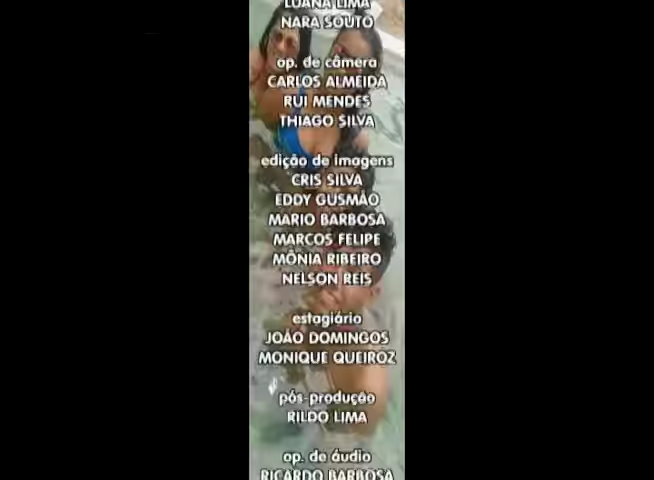 LUANA LIMA
NARA SOUTO
op. de câmera
CARLOS ALMEIDA
RUI MENDES
THIAGO SILVA
edição de imagens
CRIS SILVA
EDDY GUSMÃO
MARIO BARBOSA
MARCOS FELIPE
MÔNIA RIBEIRO
NELSON REIS
estagiário
JOÃO DOMINGOS
MONIQUE QUEIROZ
pós-produção
RILDO LIMA
op. de áudio
RICARDO BARBOSA